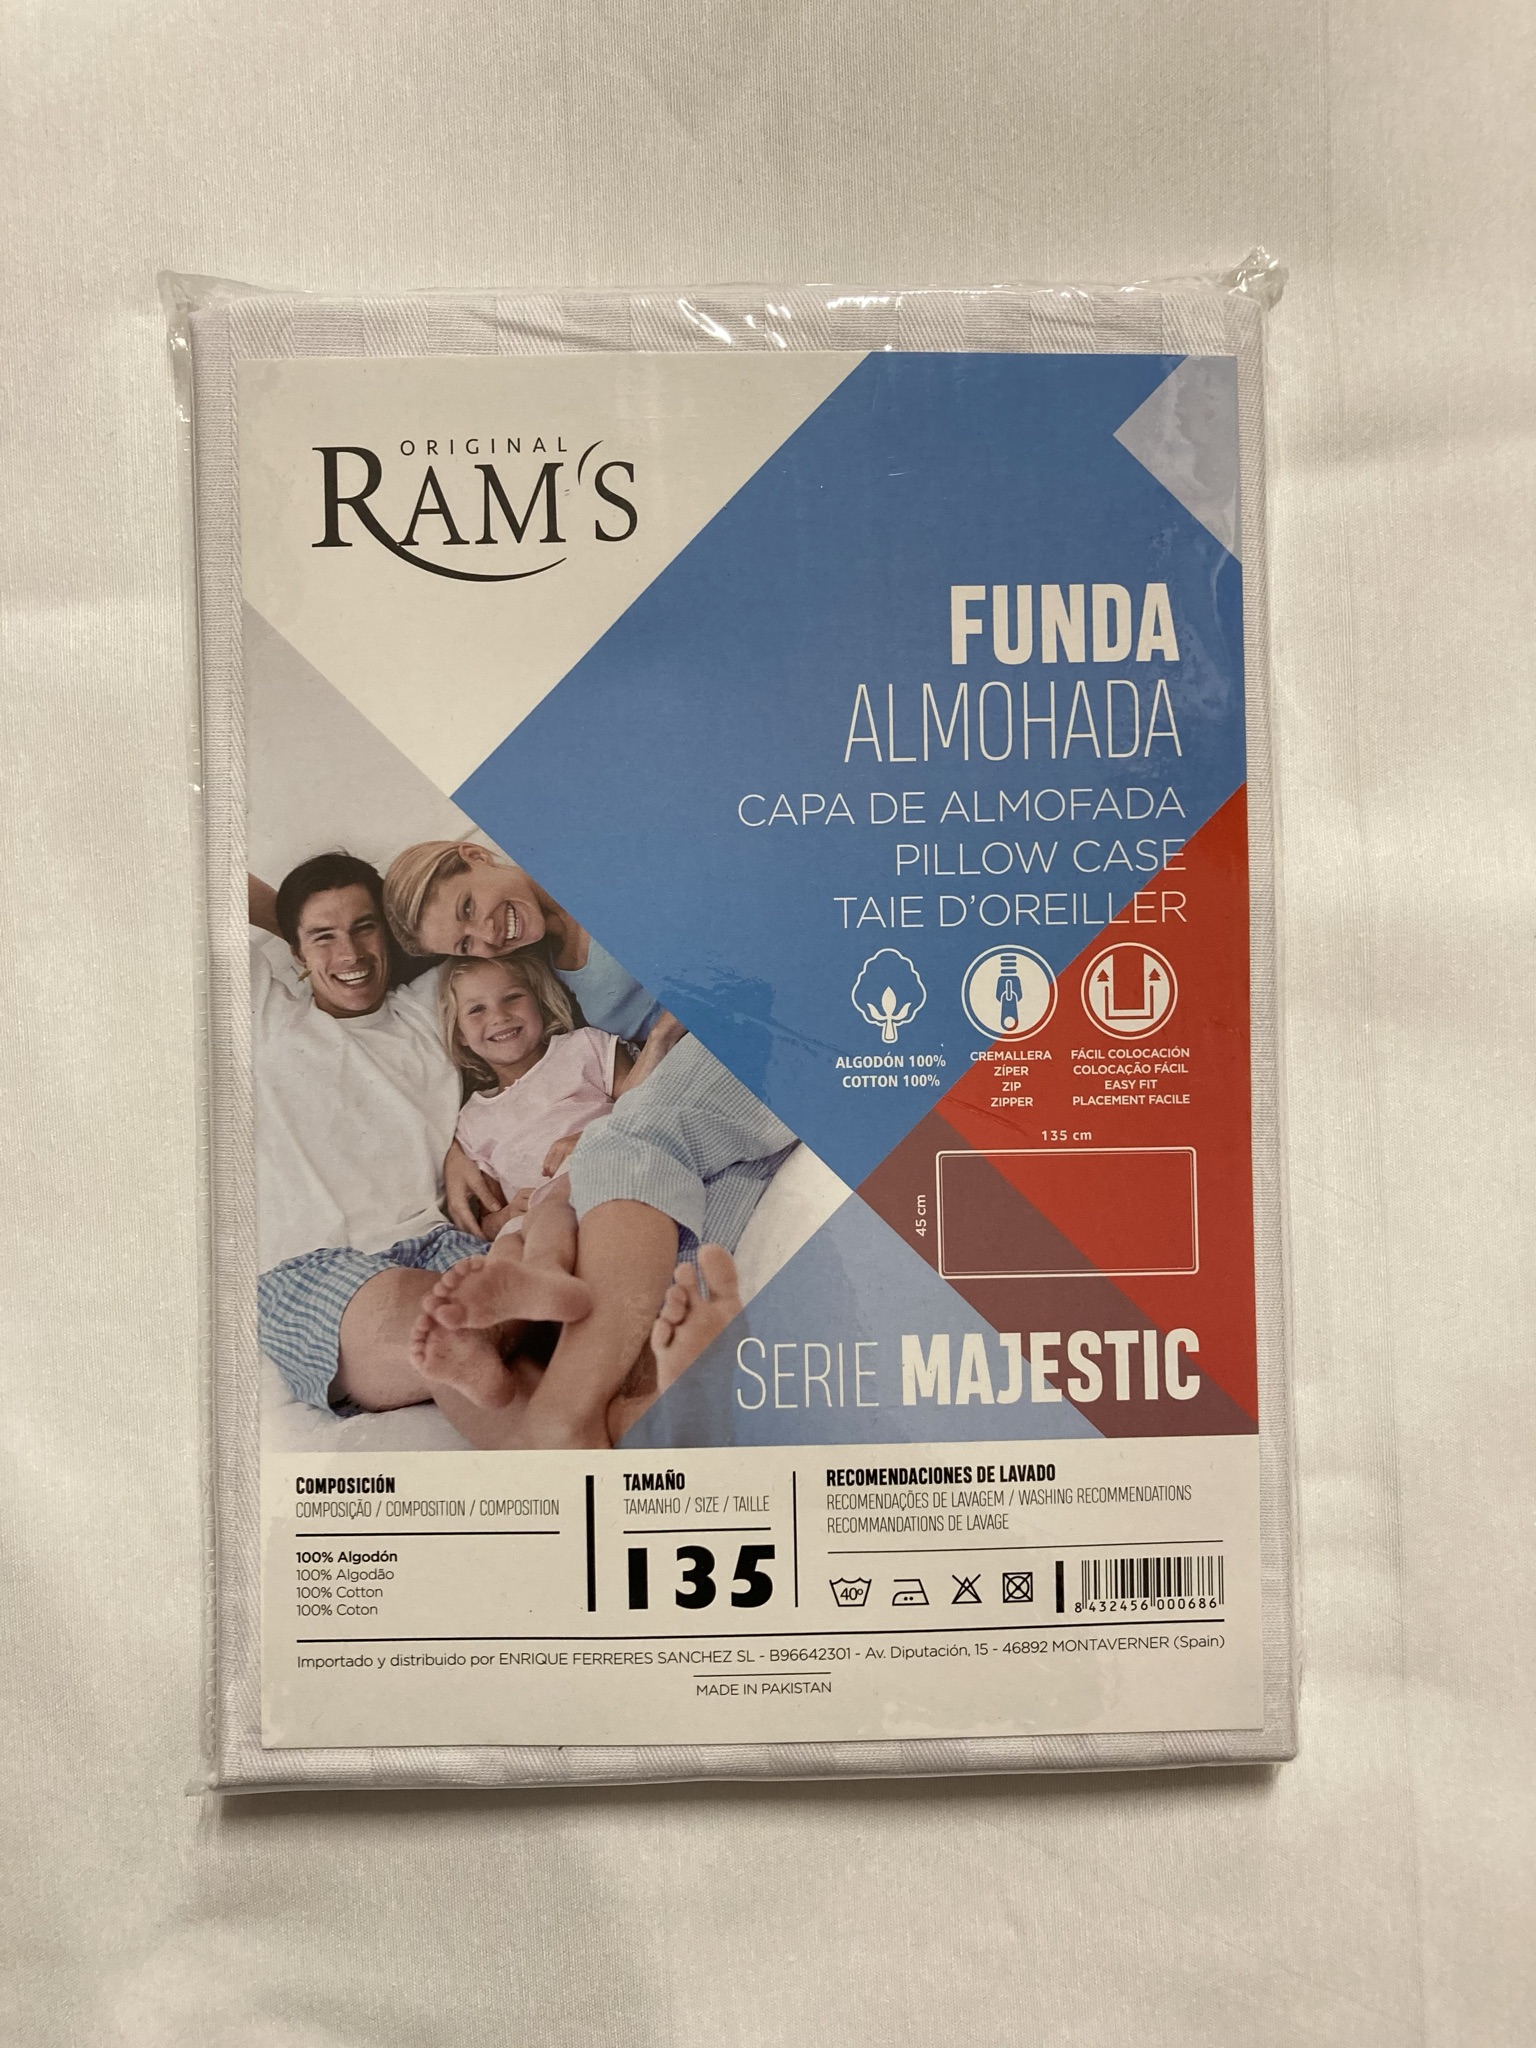 ORIGINAL
RAM'S
FUNDA
ALMOHADA
CAPA DE ALMOFADA
PILLOW CASE
TAIE D'OREILLER
ALGODÓN 100%
COTTON 100%
CREMALLERA
ZÍPER
ZIP
ZIPPER
FÁCIL COLOCACIÓN
COLOCAÇÃO FÁCIL
EASY FIT
PLACEMENT FACILE
135 cm
45 cm
SERIE MAJESTIC
COMPOSICIÓN
COMPOSIÇÃO / COMPOSITION / COMPOSITION
100% Algodón
100% Algodão
100% Cotton
100% Coton
TAMAÑO
TAMANHO / SIZE / TAILLE
135
RECOMENDACIONES DE LAVADO
RECOMENDAÇÕES DE LAVAGEM / WASHING RECOMMENDATIONS
RECOMMANDATIONS DE LAVAGE
40º
8 432456 000686
Importado y distribuido por ENRIQUE FERRERES SANCHEZ SL - B96642301 - Av. Diputación, 15 - 46892 MONTAVERNER (Spain)
MADE IN PAKISTAN